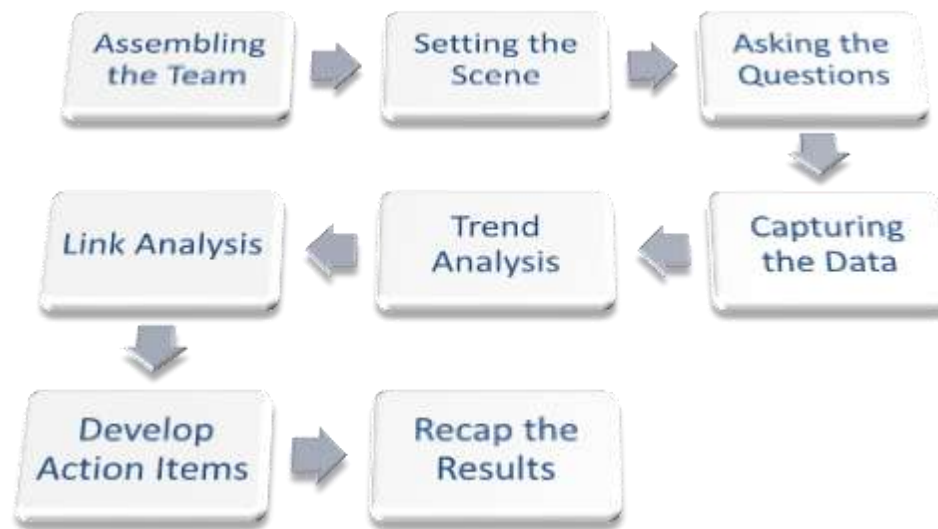 Assembling
the Team
Setting the
Scene
Asking the
Questions
Capturing
the Data
Trend
Analysis
Link Analysis
Develop
Action Items
Recap the
Results